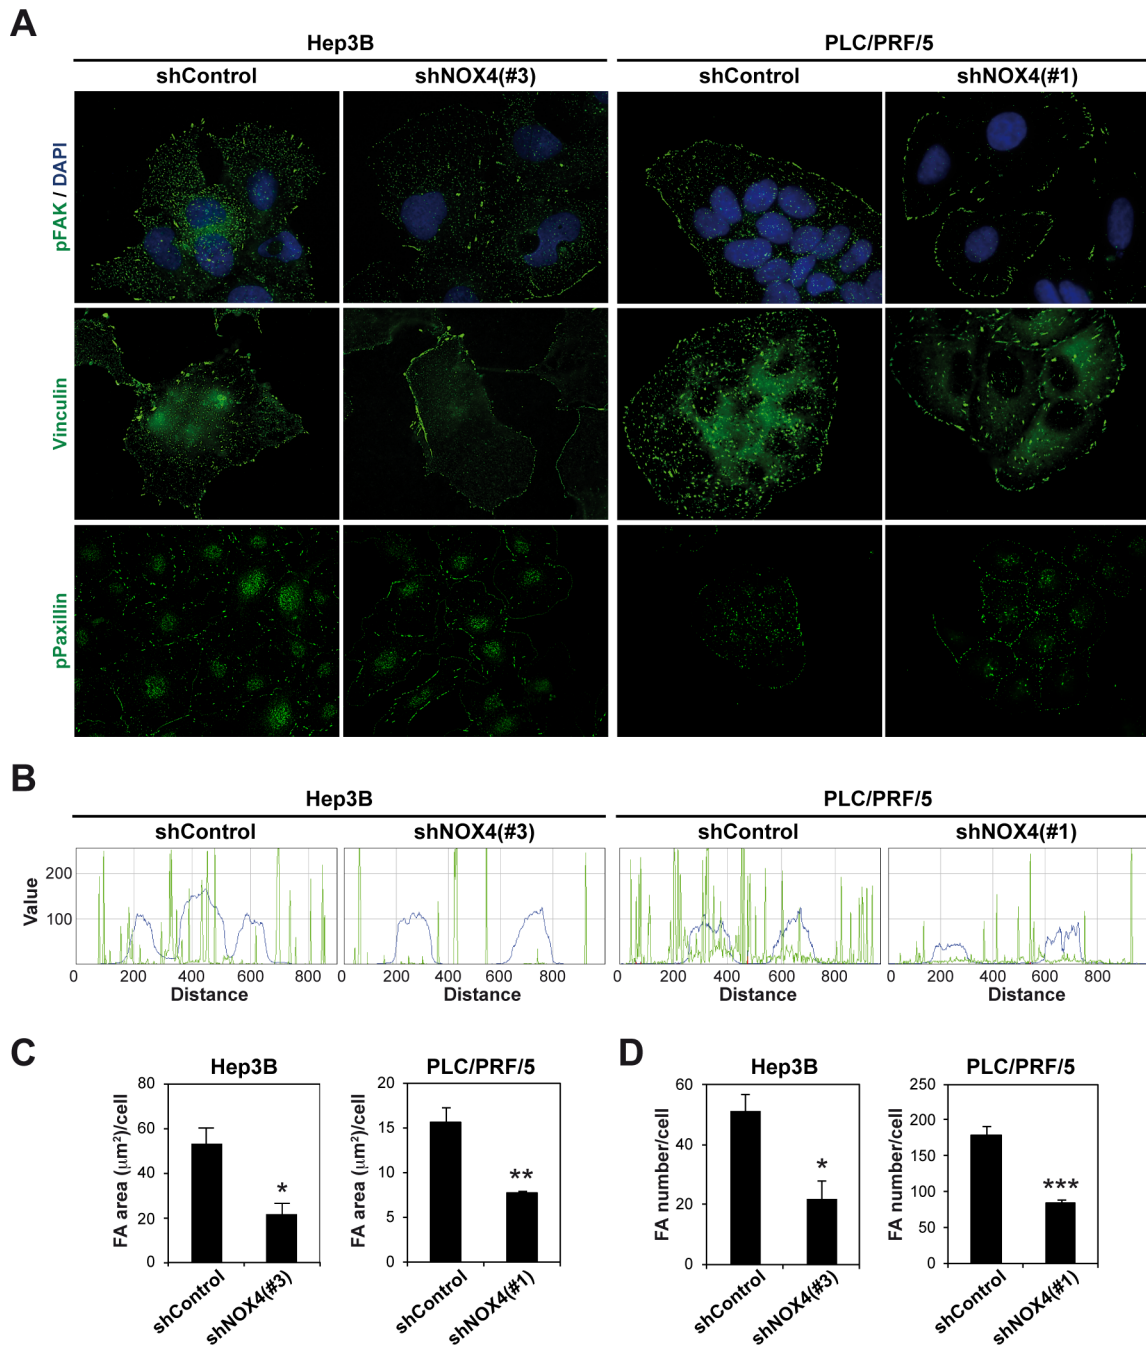 A
Hep3B
PLC/PRF/5
shControl
shNOX4(#3)
shControl
shNOX4(#1)
pFAK / DAPI
Vinculin
pPaxillin
B
Hep3B
PLC/PRF/5
shControl
shNOX4(#3)
shControl
shNOX4(#1)
Value
200
100
200 400 600 800
200 400 600 800
200 400 600 800
200 400 600 800
Distance
Distance
Distance
Distance
C
Hep3B
FA area (μm²)/cell
80
60
40
20
0
*
shControl
shNOX4(#3)
PLC/PRF/5
FA area (μm²)/cell
20
15
10
5
0
**
shControl
shNOX4(#1)
D
Hep3B
FA number/cell
60
40
20
0
*
shControl
shNOX4(#3)
PLC/PRF/5
FA number/cell
250
200
150
100
50
0
***
shControl
shNOX4(#1)